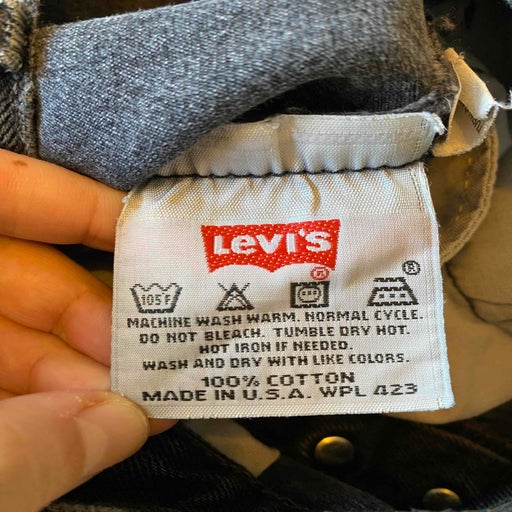 LEVI'S
®
®
105F
MACHINE WASH WARM. NORMAL CYCLE.
DO NOT BLEACH. TUMBLE DRY HOT.
HOT IRON IF NEEDED.
WASH AND DRY WITH LIKE COLORS.
100% COTTON
MADE IN U.S.A. WPL 423